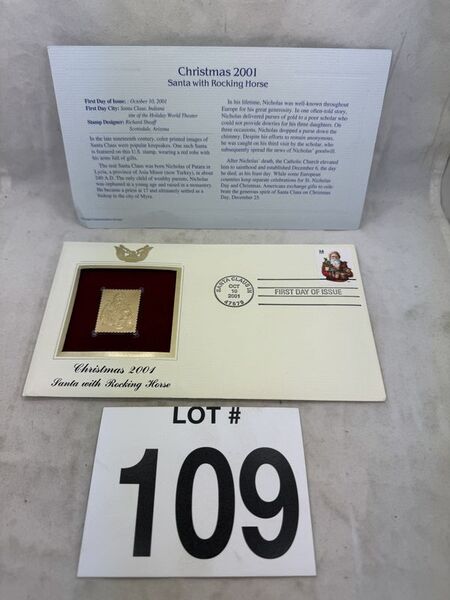 Christmas 2001
Santa with Rocking Horse
First Day of Issue: October 10, 2001
First Day City: Santa Claus, Indiana
site of the Holiday World Theater
Stamp Designer: Richard Sheaff
Scottsdale, Arizona
In the late nineteenth century, color printed images of
Santa Claus were popular keepsakes. One such Santa
is featured on this U.S. stamp, wearing a red robe with
his arms full of gifts.
The next Santa was Nicholas of Patara in
Lycia, a province of Asia Minor (now Turkey), in about
240 A.D. The only child of wealthy parents, Nicholas
was orphaned at a young age and raised in a monastery.
He became a priest at 17 and ultimately settled as a
bishop in the city of Myra.
In his lifetime, Nicholas was well-known throughout
Europe for his great generosity. In one often-told story,
Nicholas delivered purses of gold to a poor scholar who
could not provide dowries for his three daughters. On
three occasions, Nicholas dropped a purse down the
chimney. Despite his efforts to remain anonymous,
he was caught on his third visit by the scholar, who
subsequently spread the news of Nicholas' goodwill.
After Nicholas' death, the Catholic Church elevated
him to sainthood and established December 6, the day
he died, as his feast day. While some European
countries keep separate celebrations for St. Nicholas
Day and Christmas, Americans exchange gifts to celebrate
the generous spirit of Santa Claus on Christmas
Day, December 25.
SANTA CLAUS IN
OCT
10
2001
47579
FIRST DAY OF ISSUE
Christmas 2001
Santa with Rocking Horse
LOT #
109